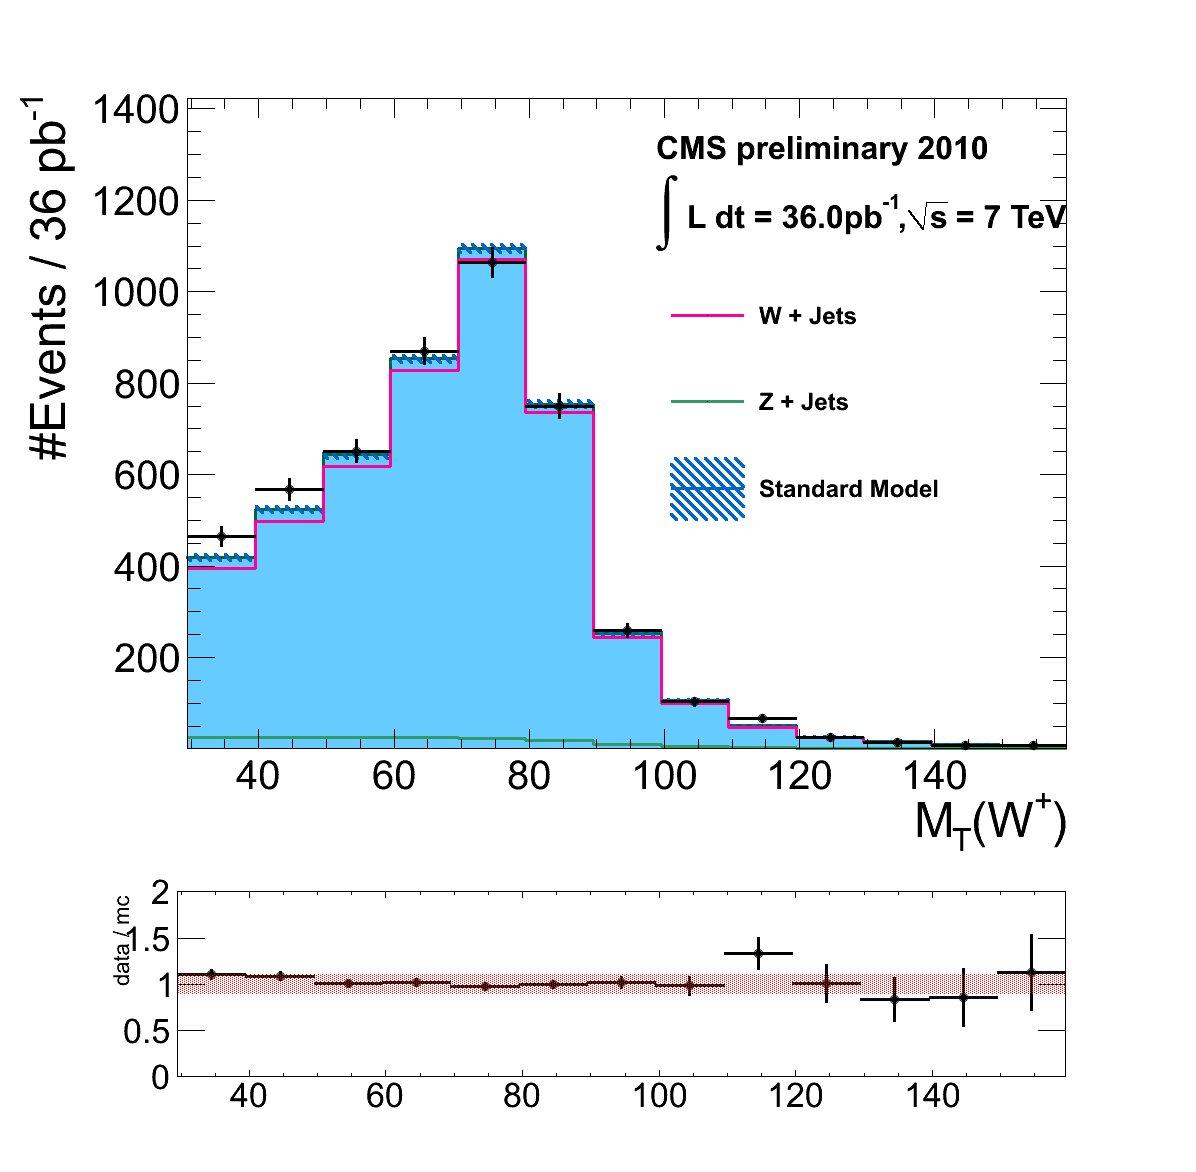 #Events / 36 pb-1
1400
1200
1000
800
600
400
200
CMS preliminary 2010
∫ L dt = 36.0pb-1,√s = 7 TeV
W + Jets
Z + Jets
Standard Model
40 60 80 100 120 140
MT(W+)
data / mc
2
1.5
1
0.5
0
40 60 80 100 120 140